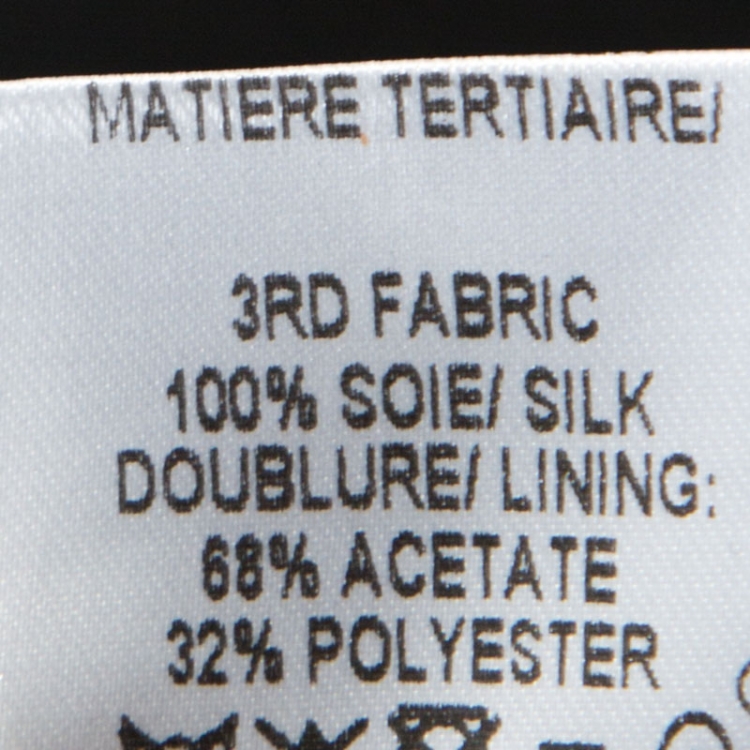 MATIERE TERTIAIRE/
3RD FABRIC
100% SOIE/ SILK
DOUBLURE/ LINING:
68% ACETATE
32% POLYESTER